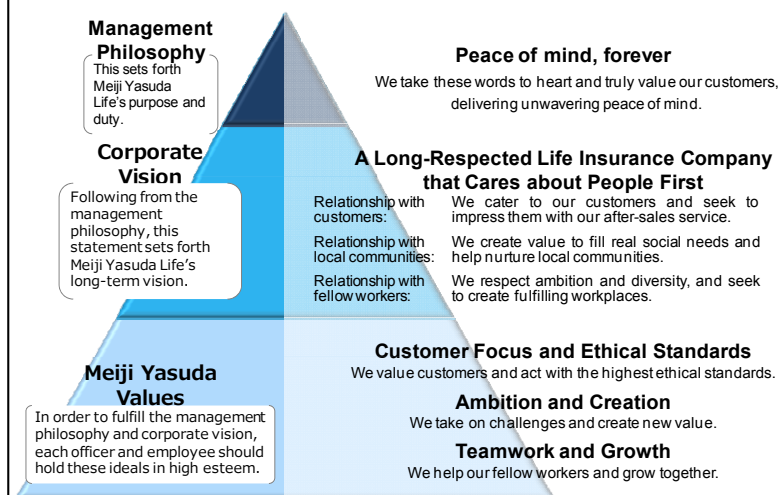 Management
Philosophy
This sets forth
Meiji Yasuda
Life's purpose and
duty.
Peace of mind, forever
We take these words to heart and truly value our customers,
delivering unwavering peace of mind.
Corporate
Vision
Following from the
management
philosophy, this
statement sets forth
Meiji Yasuda Life's
long-term vision.
A Long-Respected Life Insurance Company
that Cares about People First
Relationship with
customers:
We cater to our customers and seek to
impress them with our after-sales service.
Relationship with
local communities:
We create value to fill real social needs and
help nurture local communities.
Relationship with
fellow workers:
We respect ambition and diversity, and seek
to create fulfilling workplaces.
Meiji Yasuda
Values
In order to fulfill the management
philosophy and corporate vision,
each officer and employee should
hold these ideals in high esteem.
Customer Focus and Ethical Standards
We value customers and act with the highest ethical standards.
Ambition and Creation
We take on challenges and create new value.
Teamwork and Growth
We help our fellow workers and grow together.